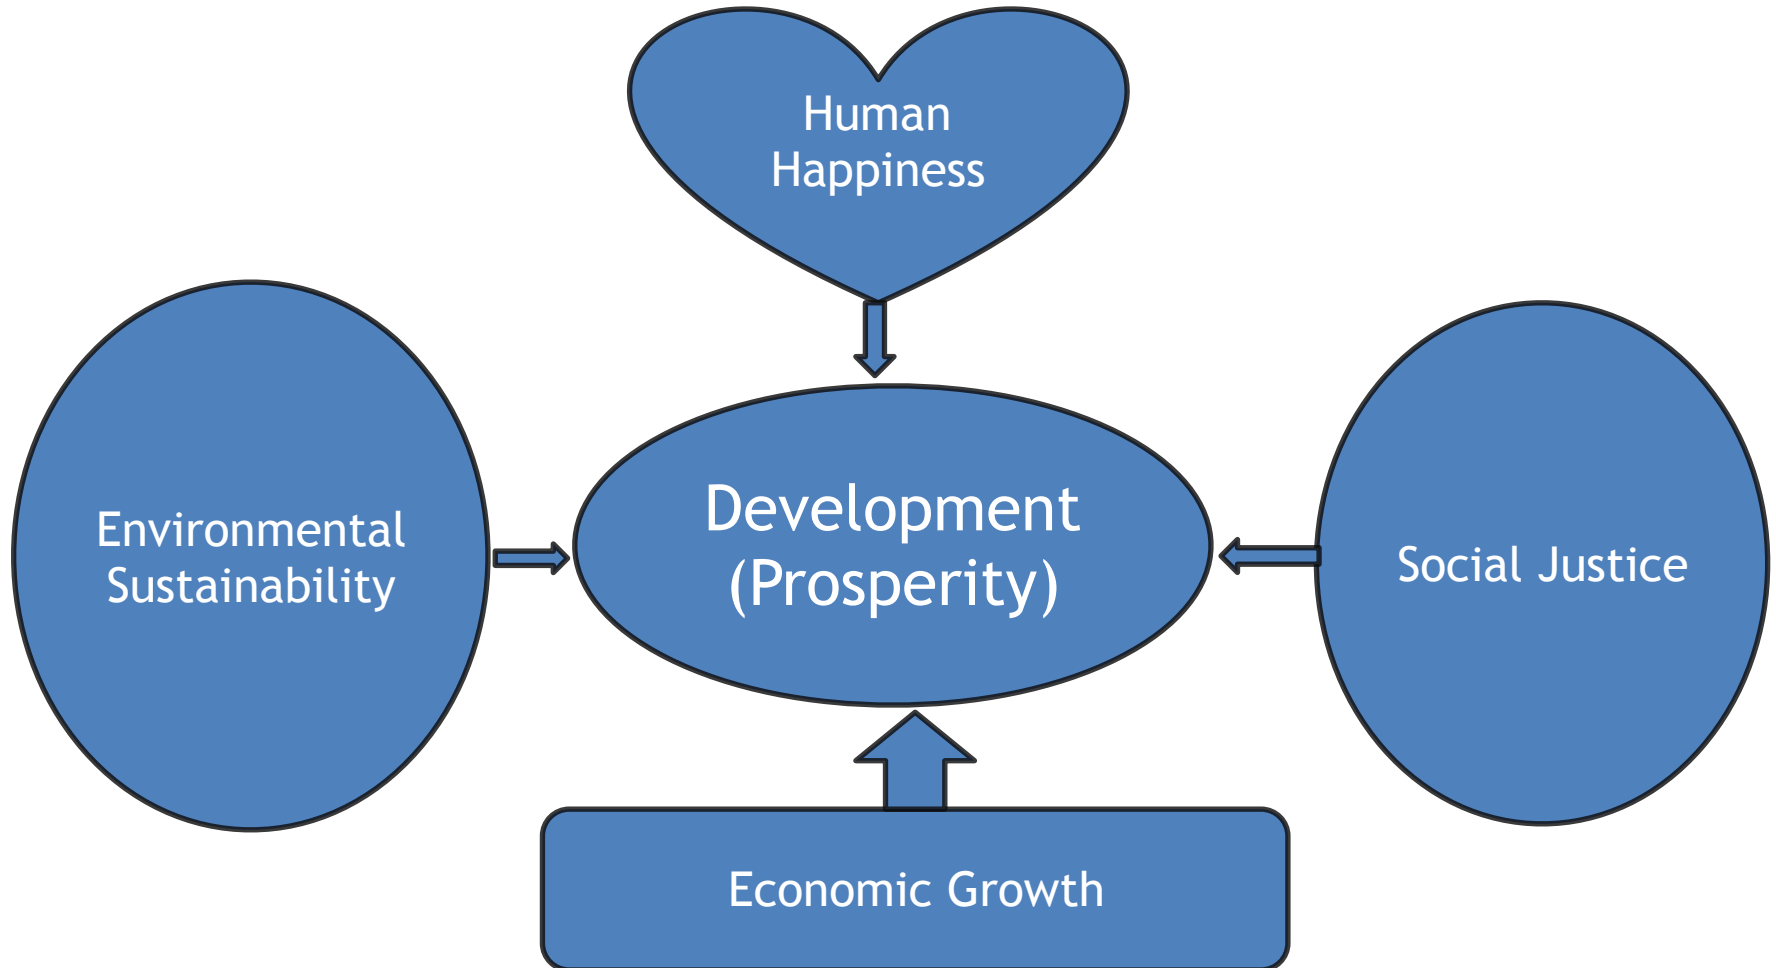 Human
Happiness
Environmental
Sustainability
Development
(Prosperity)
Social Justice
Economic Growth